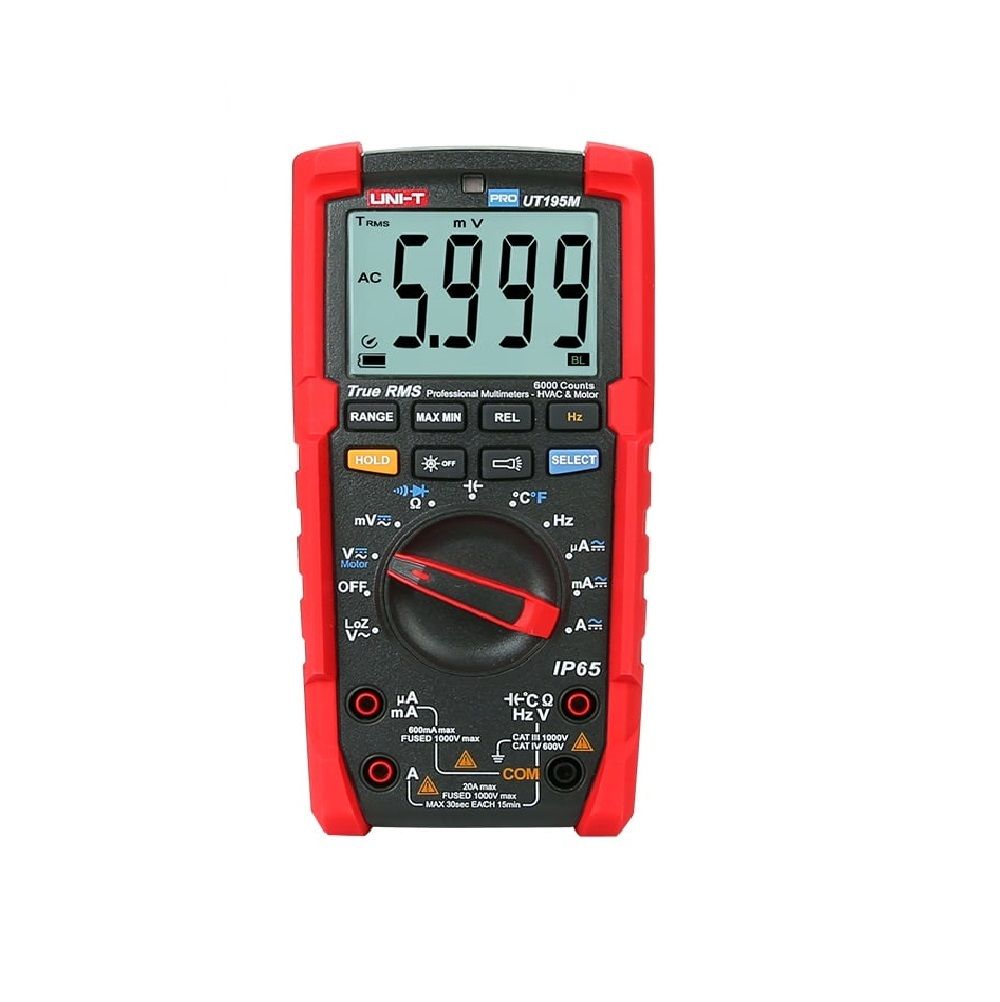 UNI-T PRO UT195M
TRMS mV
AC 5.999
BL
6000 Counts
True RMS Professional Multimeters - HVAC & Motor
RANGE MAX MIN REL Hz
HOLD OFF SELECT
Ω °C°F
mV Hz
V μA
Motor
OFF mA
LoZ
V~ A
IP65
μA Ω
mA °C
Hz V
600mA max
FUSED 1000V max
CAT III 1000V
CAT IV 600V
A COM
20A max
FUSED 1000V max
MAX 30sec EACH 15min